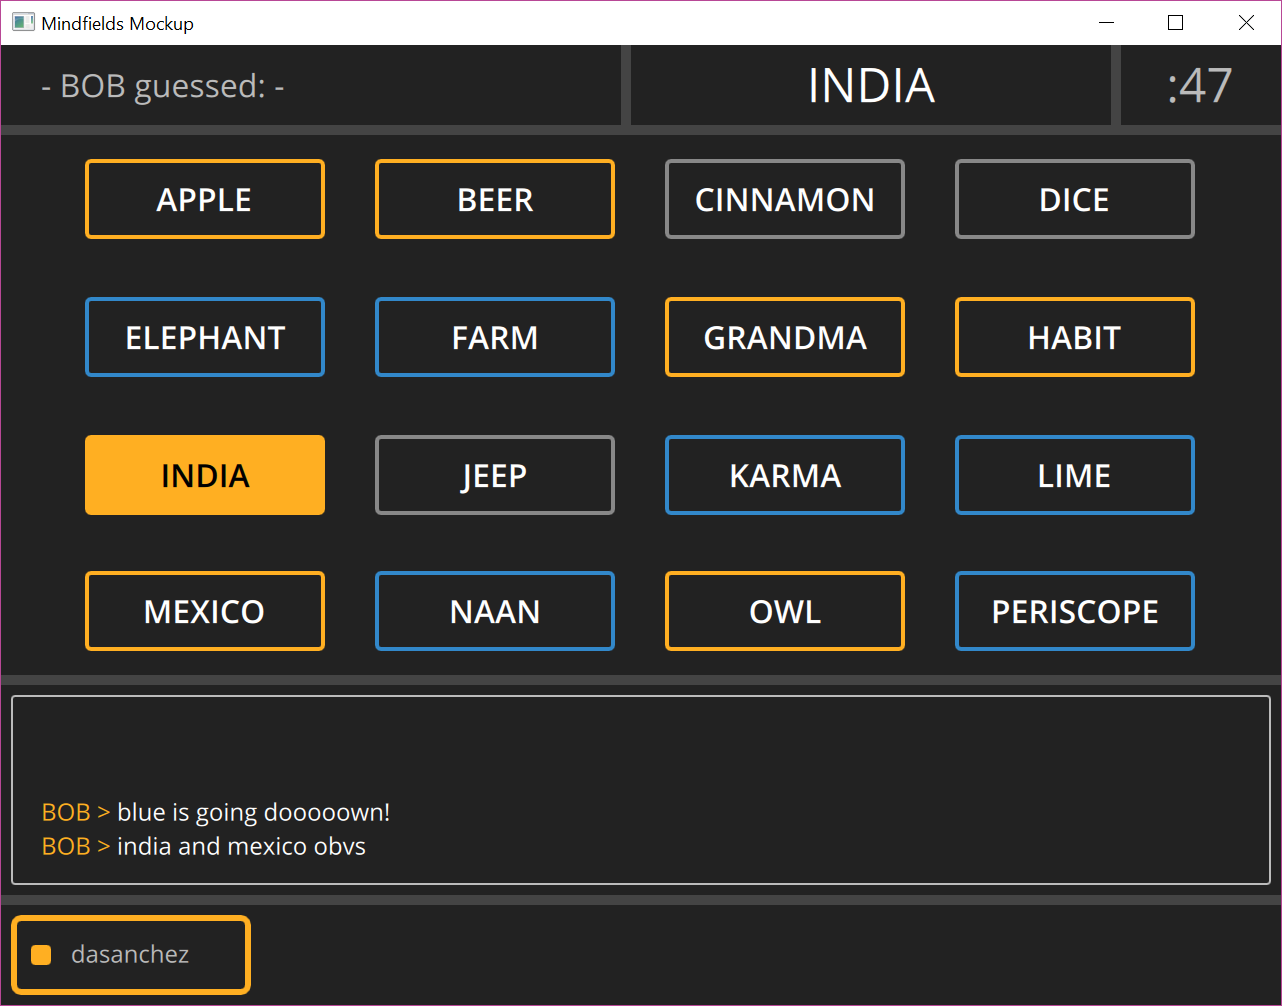 Mindfields Mockup
- BOB guessed: - INDIA :47
APPLE BEER CINNAMON DICE
ELEPHANT FARM GRANDMA HABIT
INDIA JEEP KARMA LIME
MEXICO NAAN OWL PERISCOPE
BOB > blue is going dooooown!
BOB > india and mexico obvs
dasanchez